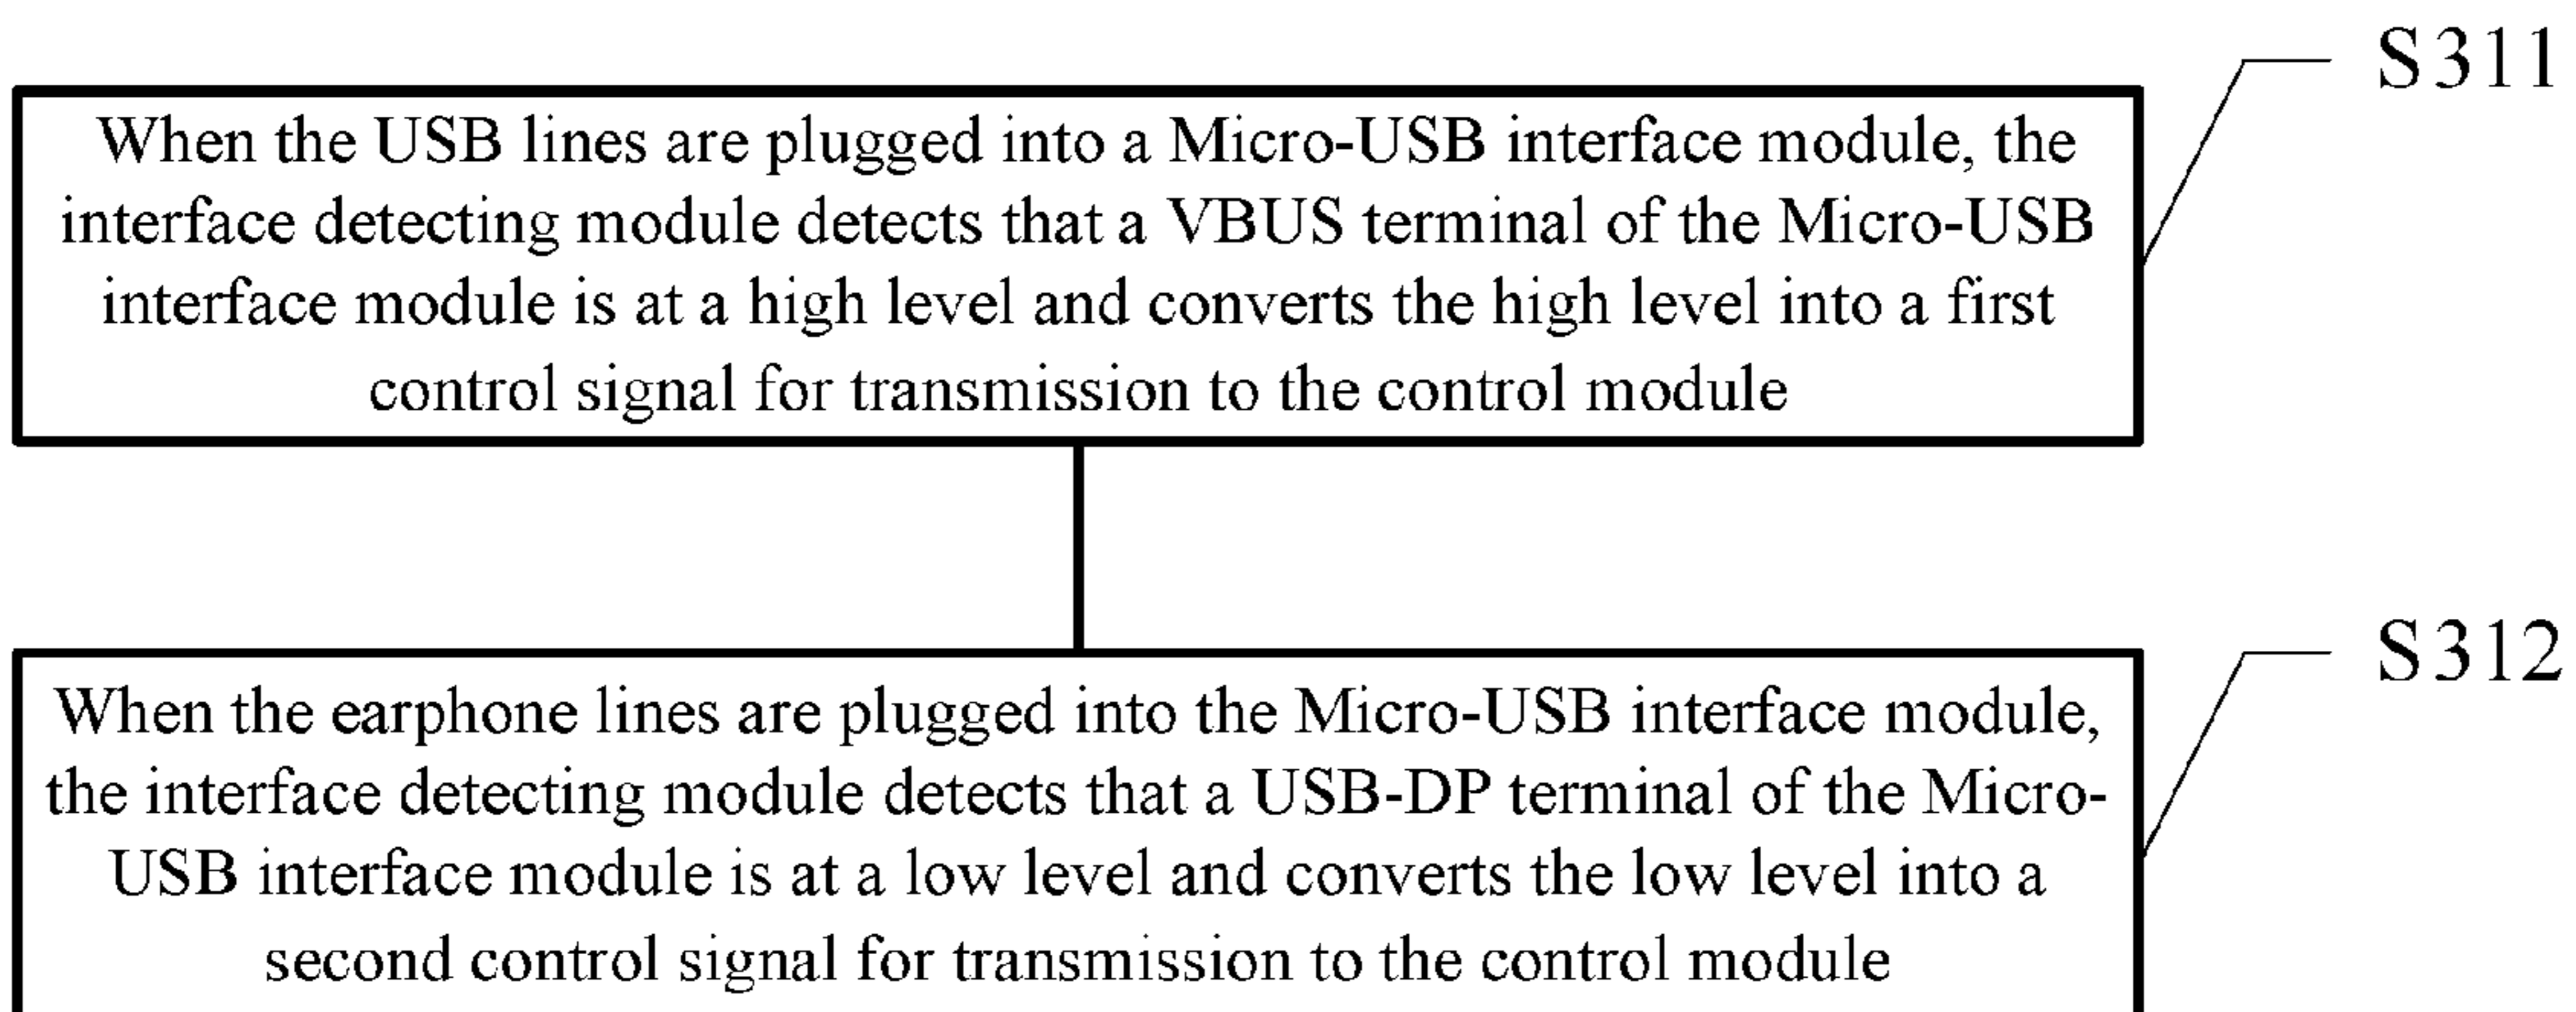 S311
When the USB lines are plugged into a Micro-USB interface module, the
interface detecting module detects that a VBUS terminal of the Micro-USB
interface module is at a high level and converts the high level into a first
control signal for transmission to the control module
S312
When the earphone lines are plugged into the Micro-USB interface module,
the interface detecting module detects that a USB-DP terminal of the Micro-
USB interface module is at a low level and converts the low level into a
second control signal for transmission to the control module